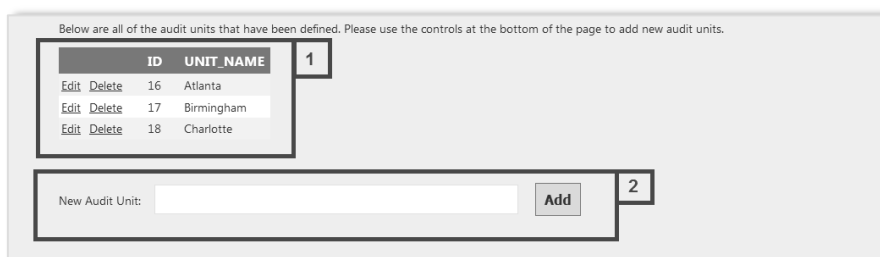 Below are all of the audit units that have been defined. Please use the controls at the bottom of the page to add new audit units.
ID UNIT_NAME 1
Edit Delete 16 Atlanta
Edit Delete 17 Birmingham
Edit Delete 18 Charlotte
2
New Audit Unit: Add